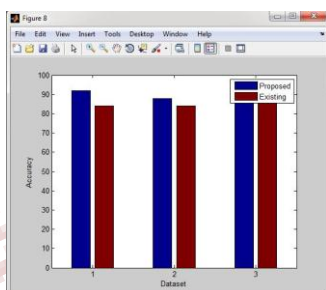 Figure 8
File Edit View Insert Tools Desktop Window Help
Proposed
Existing
100
90
80
70
60
50
40
30
20
10
0
Accuracy
1 2 3
Dataset